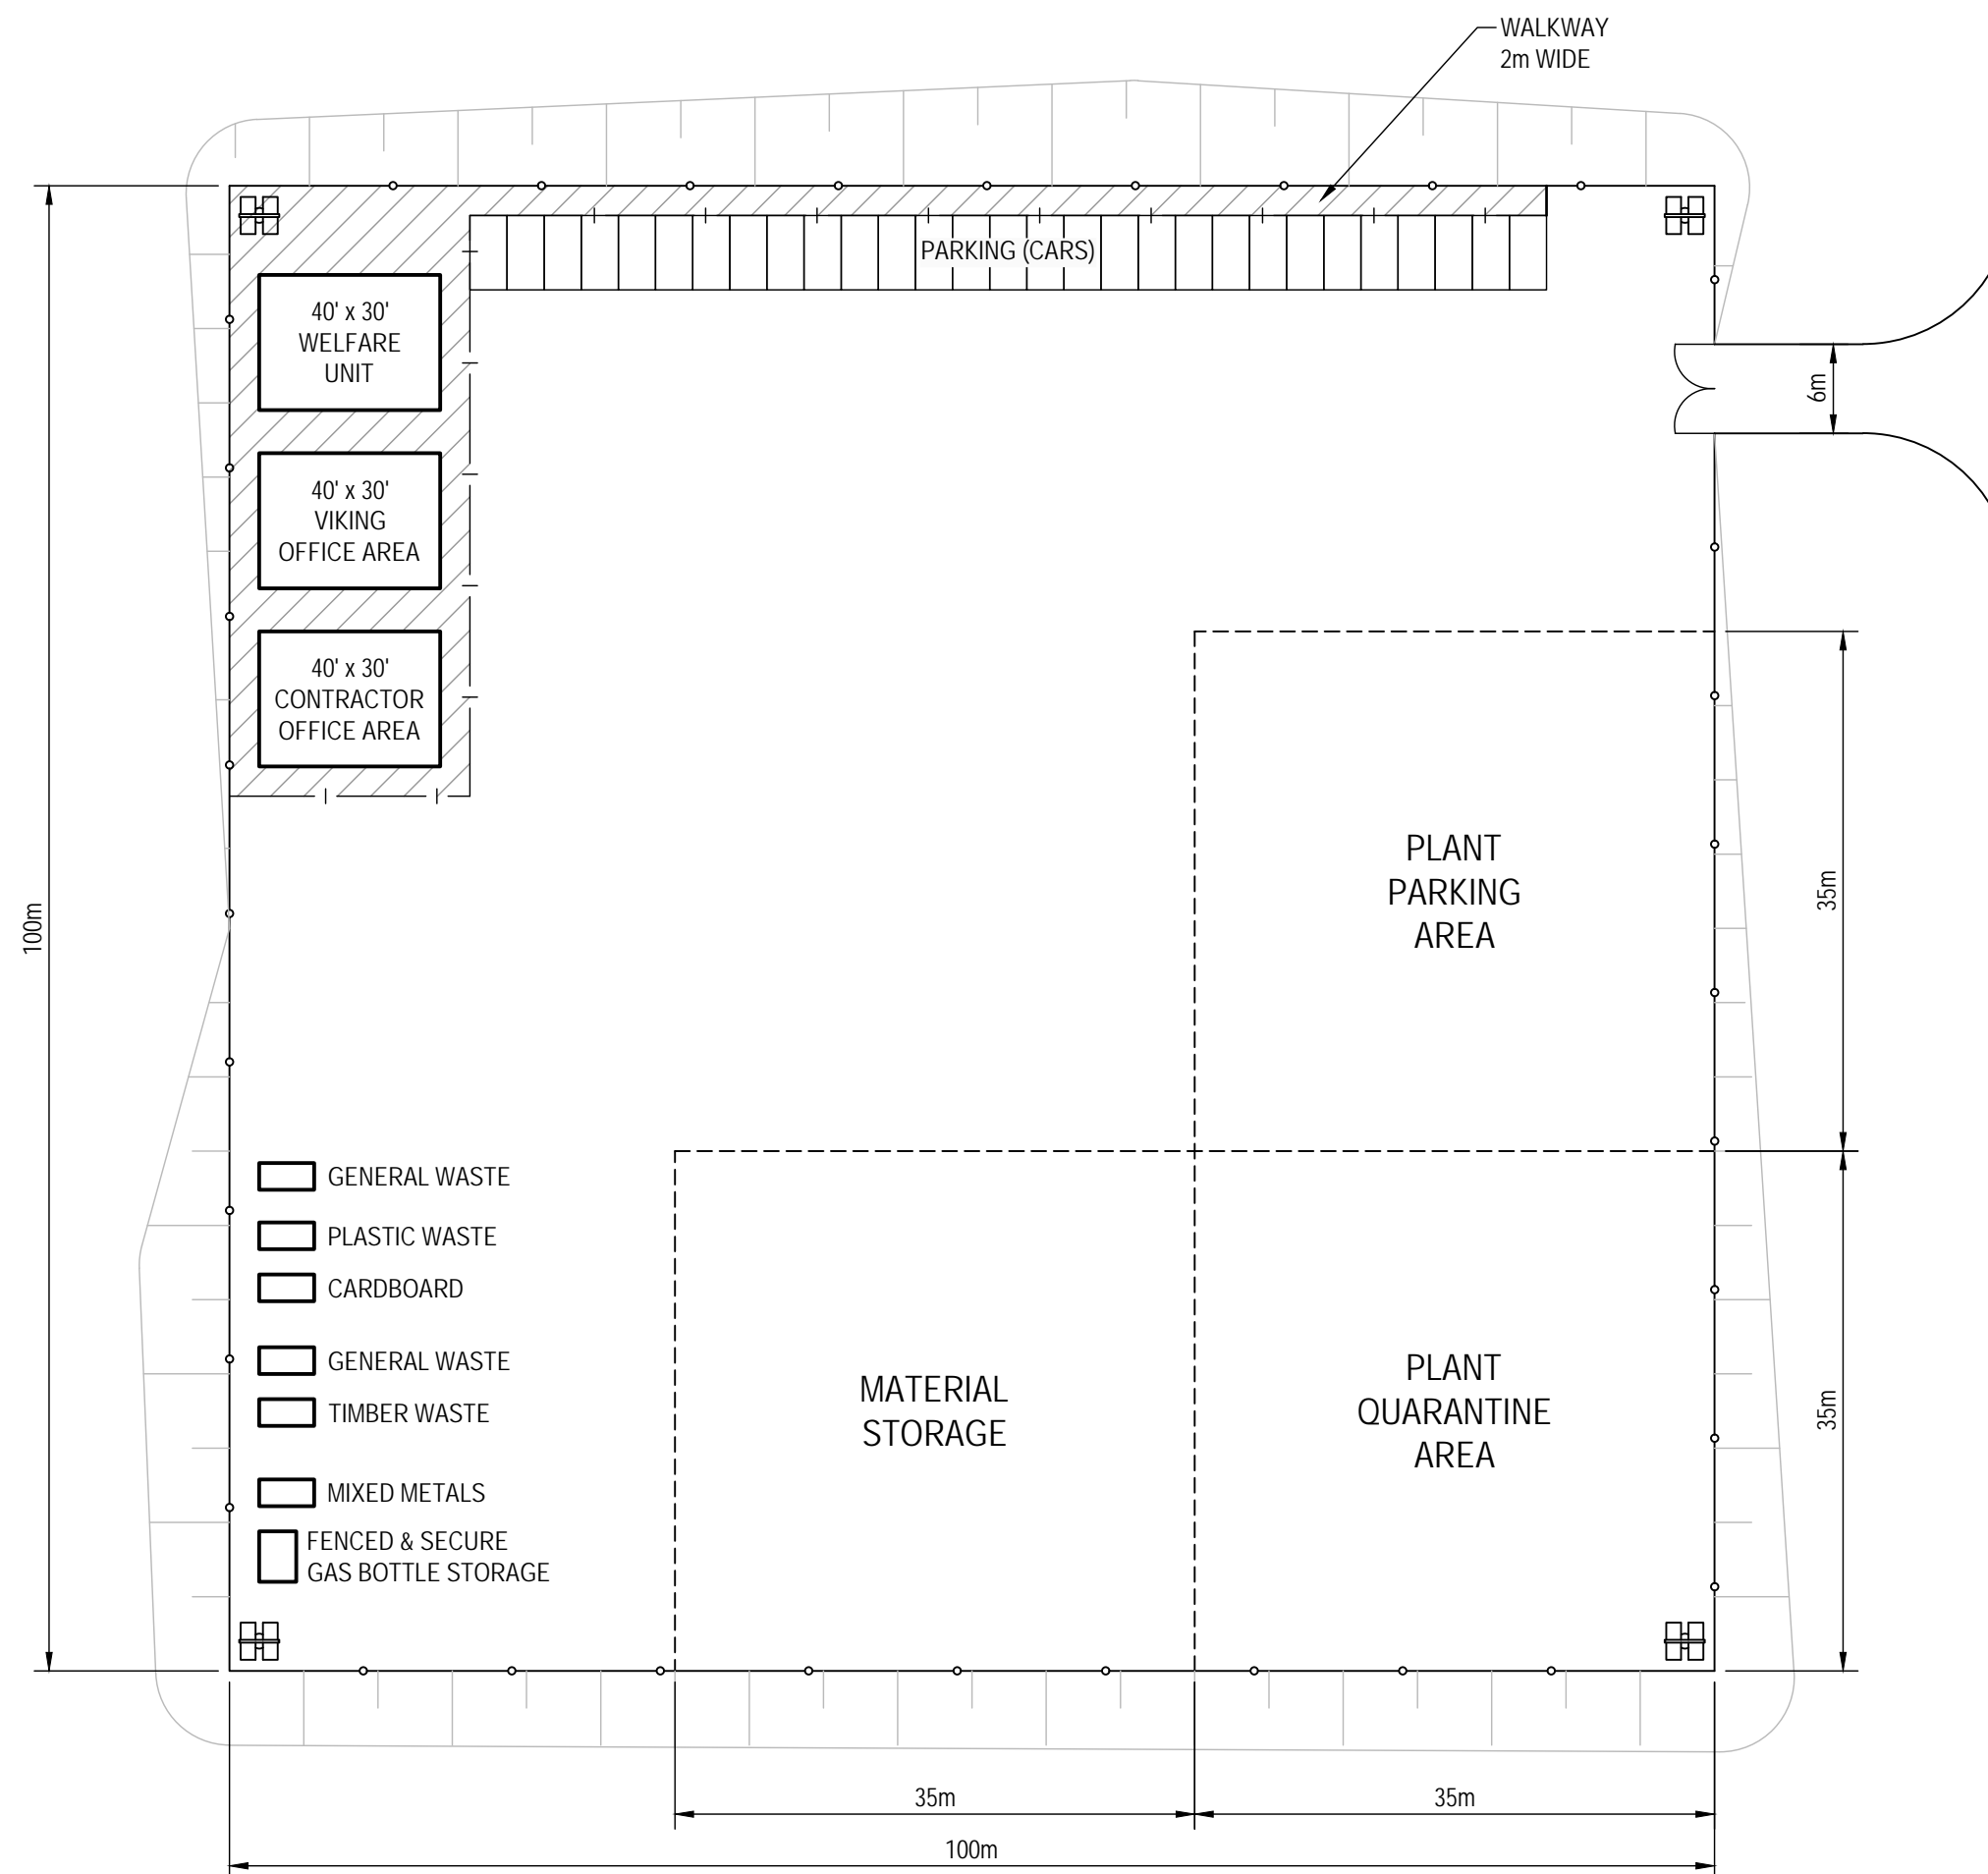 WALKWAY
2m WIDE
PARKING (CARS)
40' x 30'
WELFARE
UNIT
6m
40' x 30'
VIKING
OFFICE AREA
40' x 30'
CONTRACTOR
OFFICE AREA
100m
PLANT
PARKING
AREA
35m
GENERAL WASTE
PLASTIC WASTE
CARDBOARD
GENERAL WASTE
TIMBER WASTE
MIXED METALS
FENCED & SECURE
GAS BOTTLE STORAGE
MATERIAL
STORAGE
PLANT
QUARANTINE
AREA
35m
35m
35m
100m